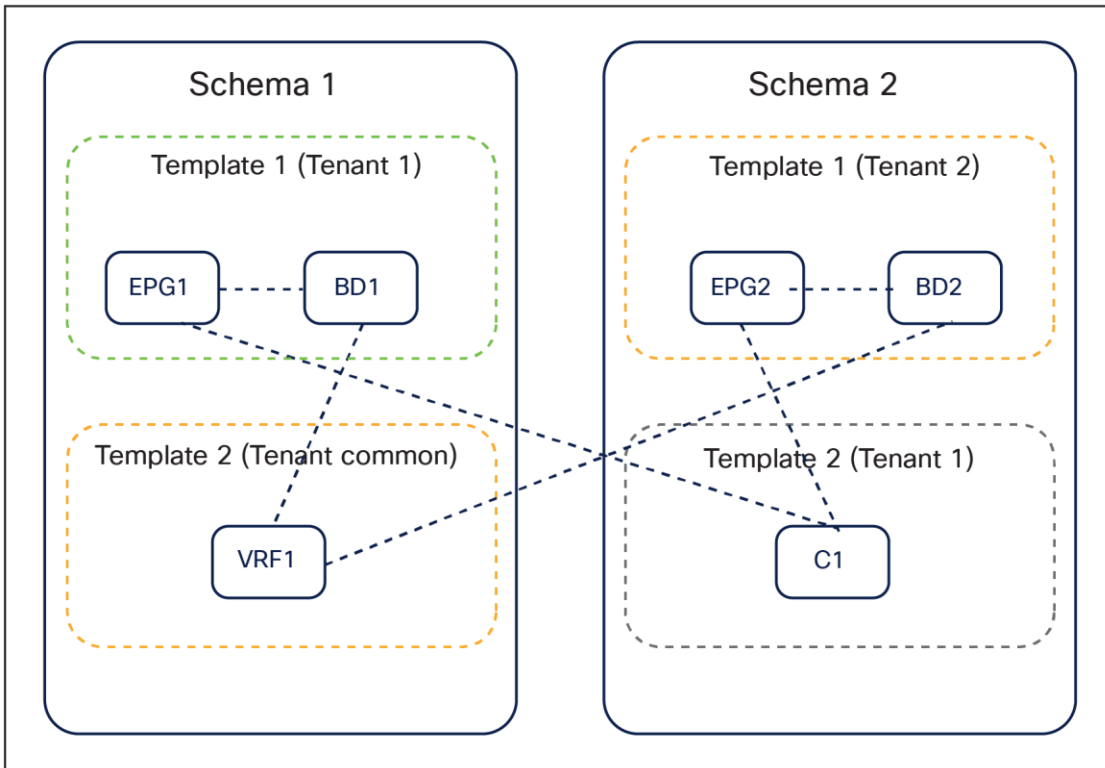 Schema 1
Template 1 (Tenant 1)
EPG1
BD1
Template 2 (Tenant common)
VRF1
Schema 2
Template 1 (Tenant 2)
EPG2
BD2
Template 2 (Tenant 1)
C1